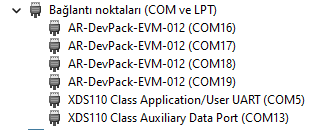 Bağlantı noktaları (COM ve LPT)
AR-DevPack-EVM-012 (COM16)
AR-DevPack-EVM-012 (COM17)
AR-DevPack-EVM-012 (COM18)
AR-DevPack-EVM-012 (COM19)
XDS110 Class Application/User UART (COM5)
XDS110 Class Auxiliary Data Port (COM13)